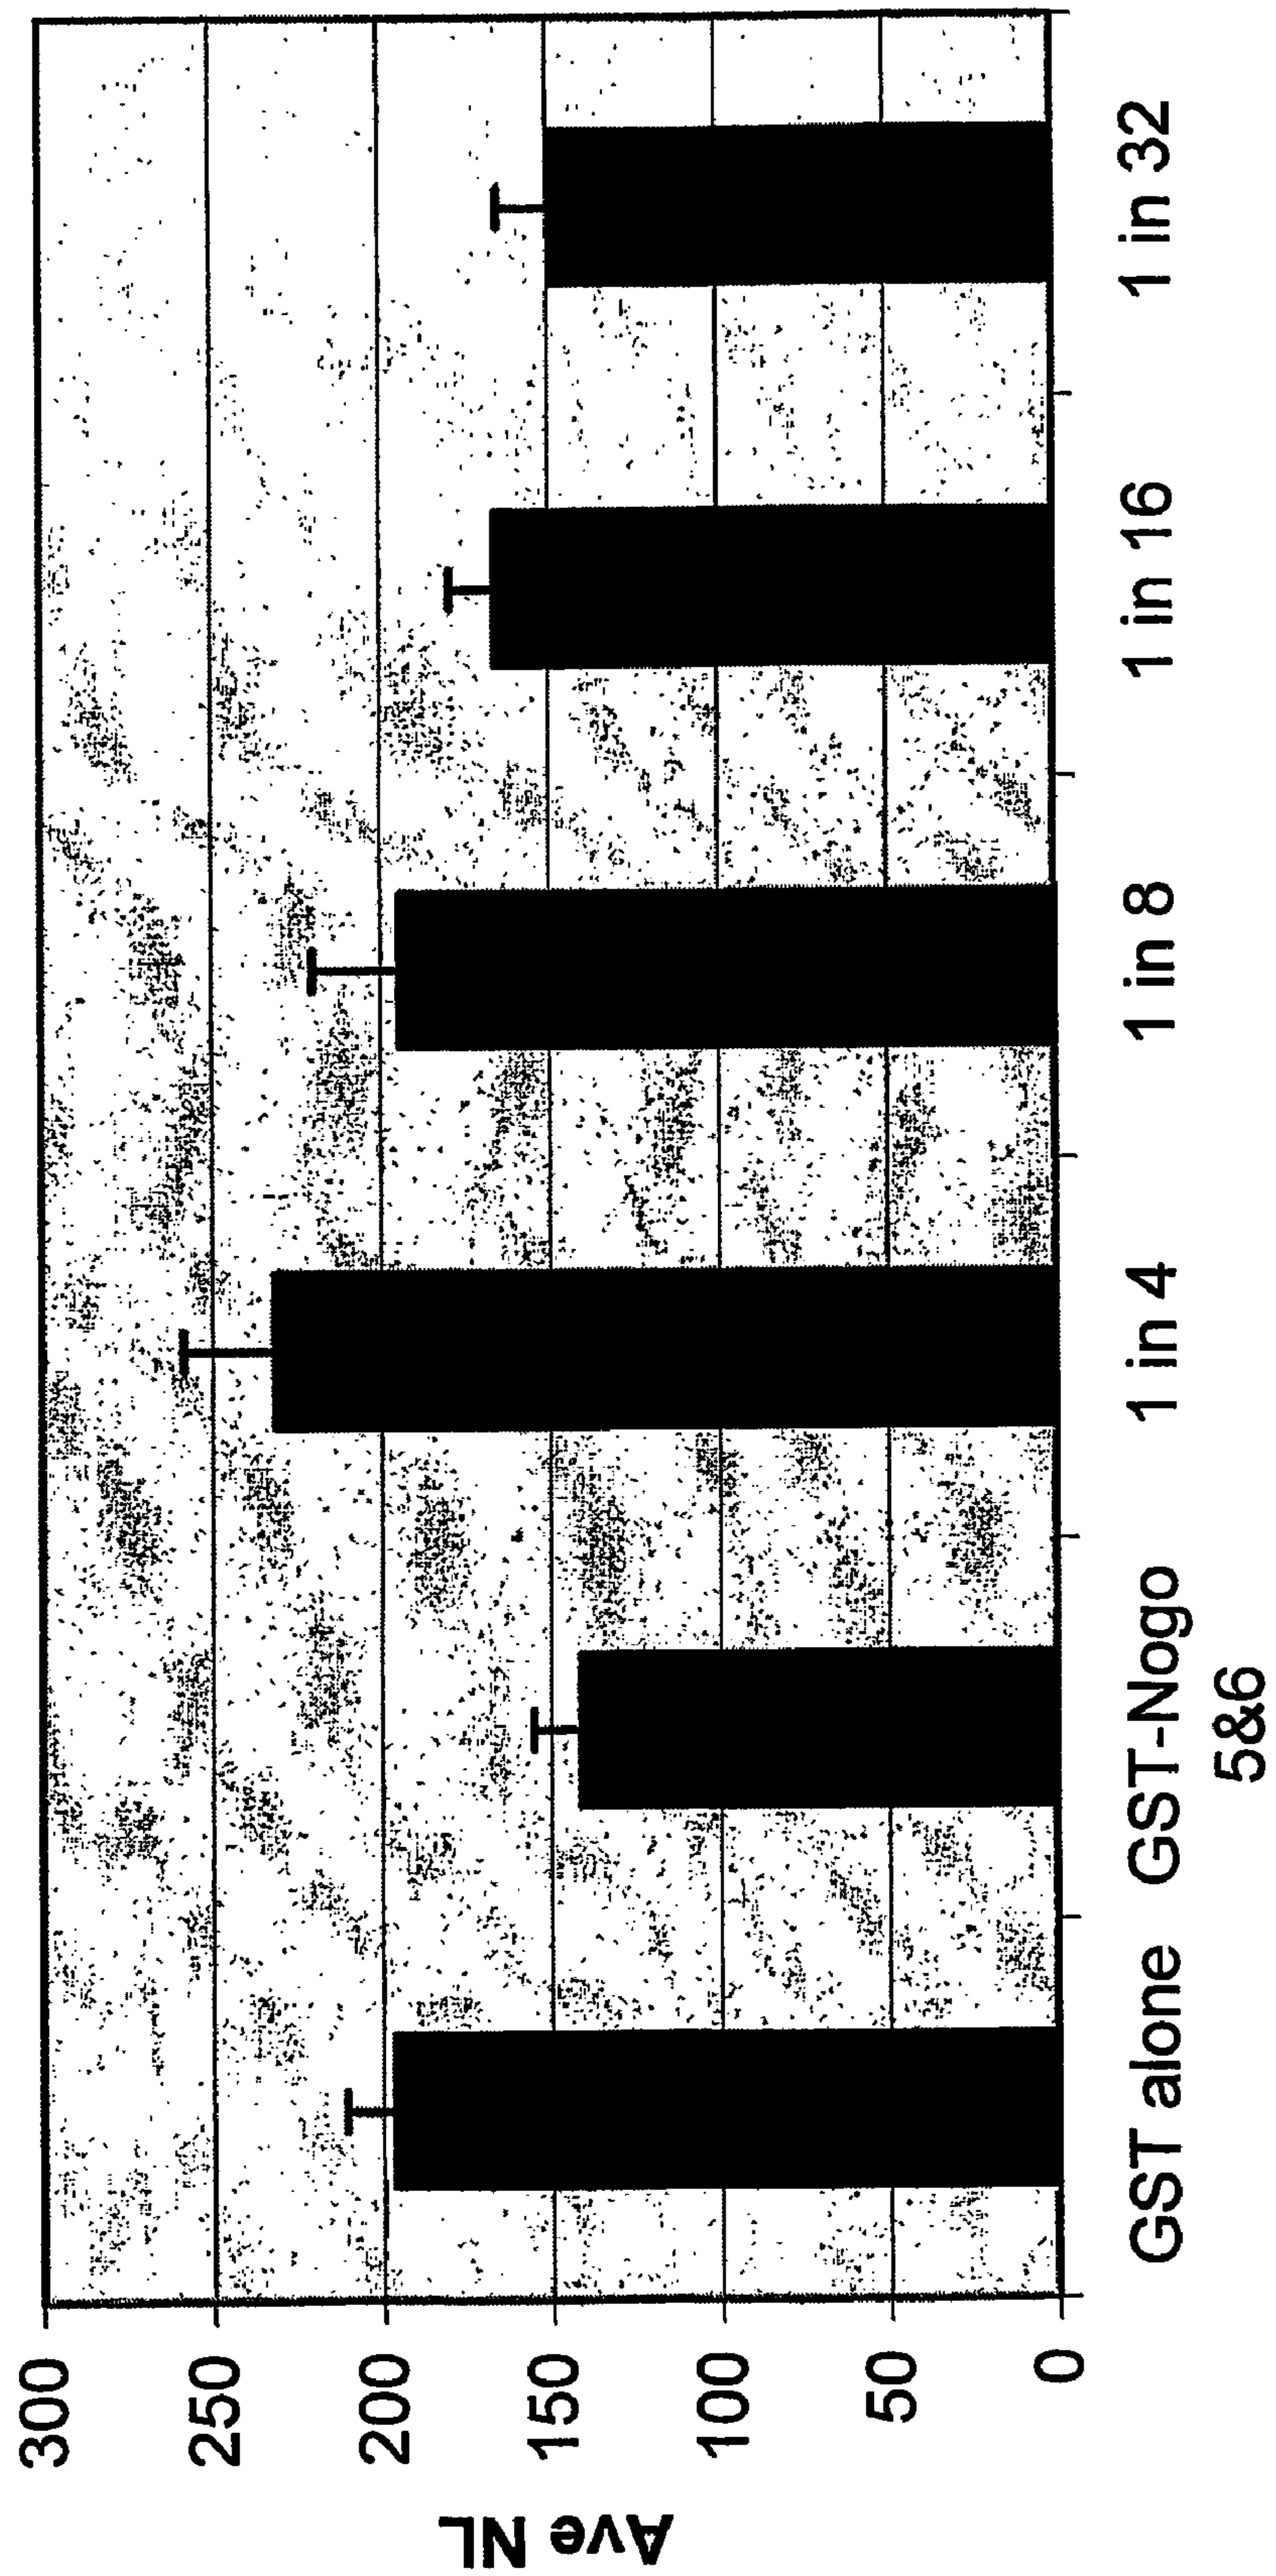 Ave NL
300
250
200
150
100
50
0
GST alone
GST-Nogo
5&6
1 in 4
1 in 8
1 in 16
1 in 32